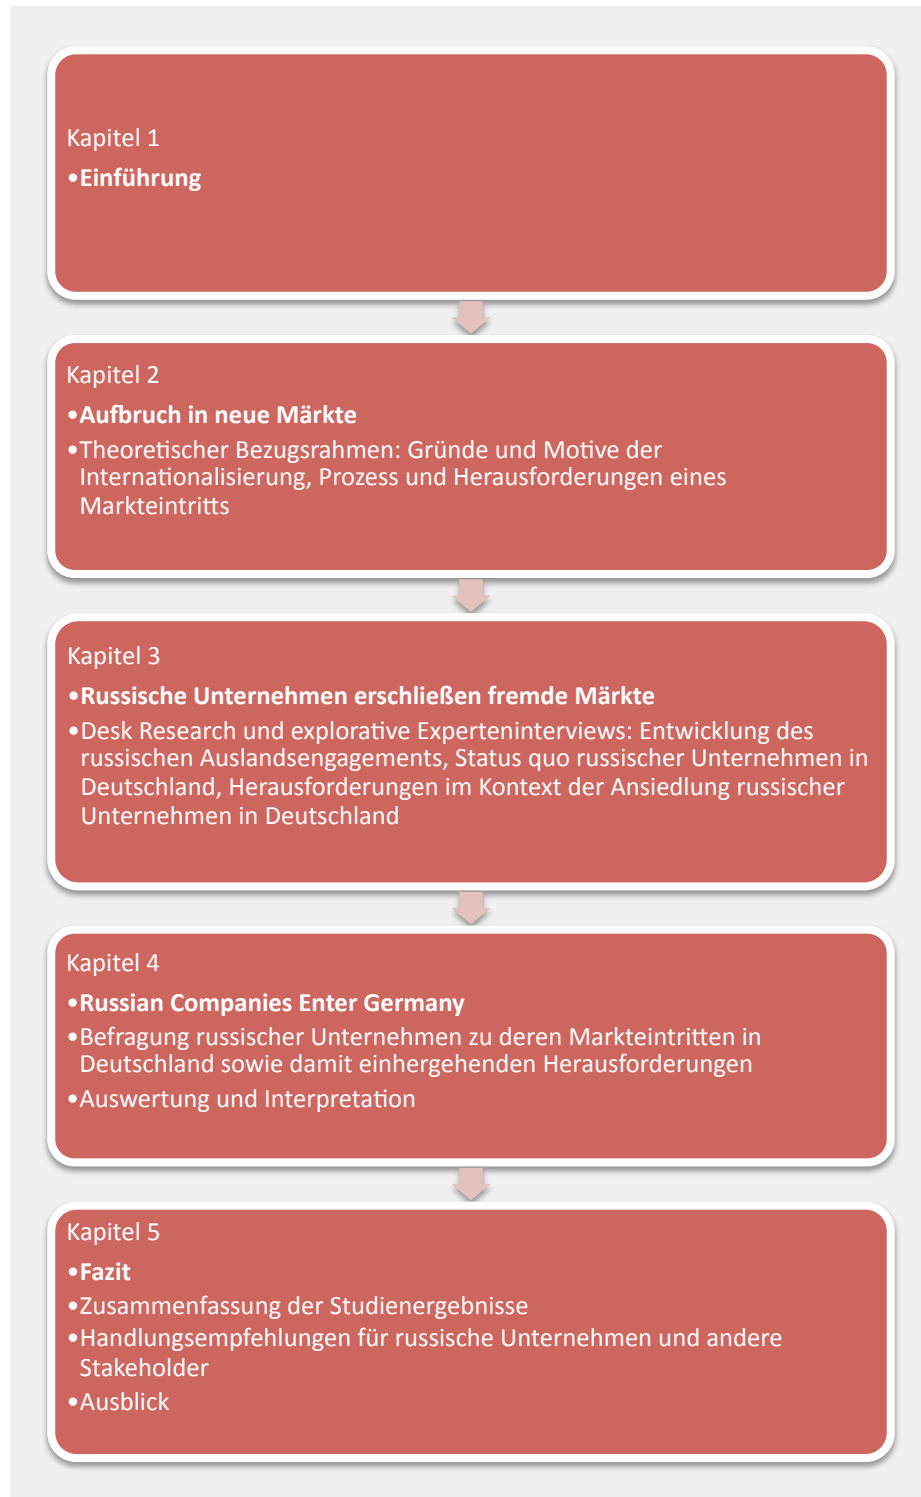 Kapitel 1
•Einführung
Kapitel 2
•Aufbruch in neue Märkte
•Theoretischer Bezugsrahmen: Gründe und Motive der
Internationalisierung, Prozess und Herausforderungen eines
Markteintritts
Kapitel 3
•Russische Unternehmen erschließen fremde Märkte
•Desk Research und explorative Experteninterviews: Entwicklung des
russischen Auslandsengagements, Status quo russischer Unternehmen in
Deutschland, Herausforderungen im Kontext der Ansiedlung russischer
Unternehmen in Deutschland
Kapitel 4
•Russian Companies Enter Germany
•Befragung russischer Unternehmen zu deren Markteintritten in
Deutschland sowie damit einhergehenden Herausforderungen
•Auswertung und Interpretation
Kapitel 5
•Fazit
•Zusammenfassung der Studienergebnisse
•Handlungsempfehlungen für russische Unternehmen und andere
Stakeholder
•Ausblick